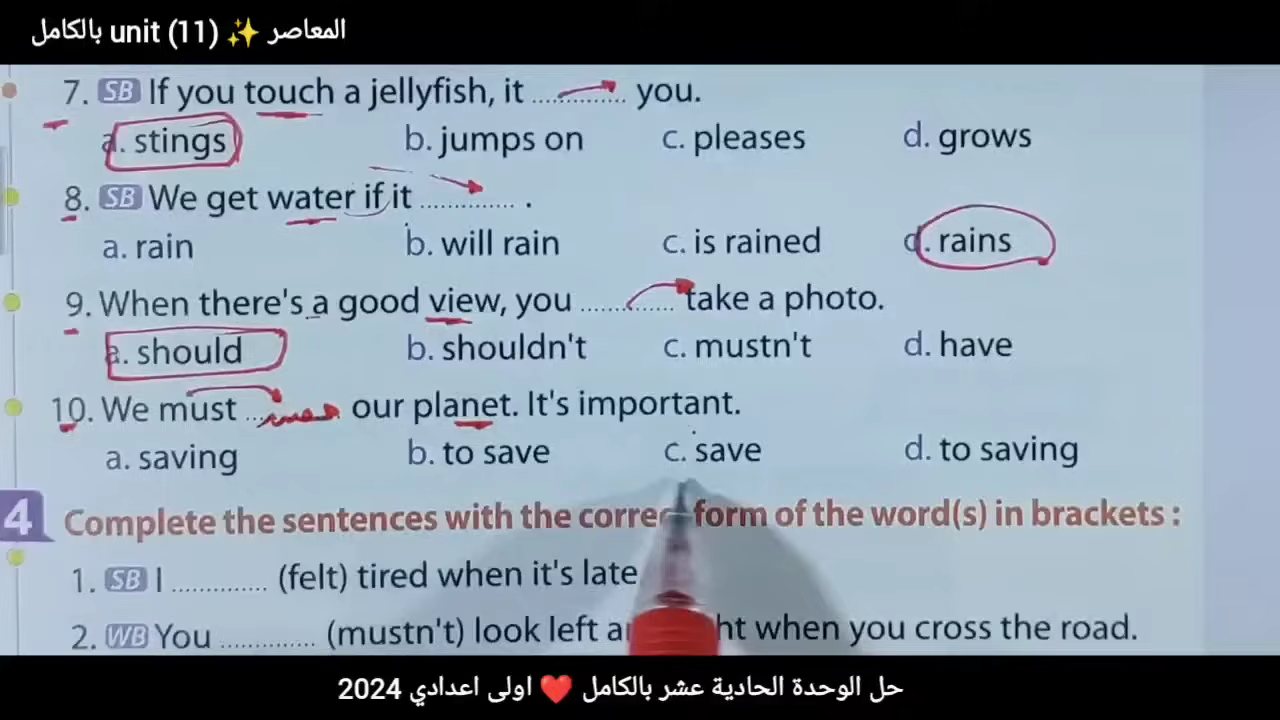 المعاصر ✨ unit (11) بالكامل
7. SB If you touch a jellyfish, it .............. you.
a. stings b. jumps on c. pleases d. grows
8. SB We get water if it .............. .
a. rain b. will rain c. is rained d. rains
9. When there's a good view, you .............. take a photo.
a. should b. shouldn't c. mustn't d. have
10. We must .............. our planet. It's important.
a. saving b. to save c. save d. to saving
4 Complete the sentences with the correc form of the word(s) in brackets :
1. SB I .............. (felt) tired when it's late
2. WB You .............. (mustn't) look left a ht when you cross the road.
حل الوحدة الحادية عشر بالكامل ❤️ اولى اعدادي 2024